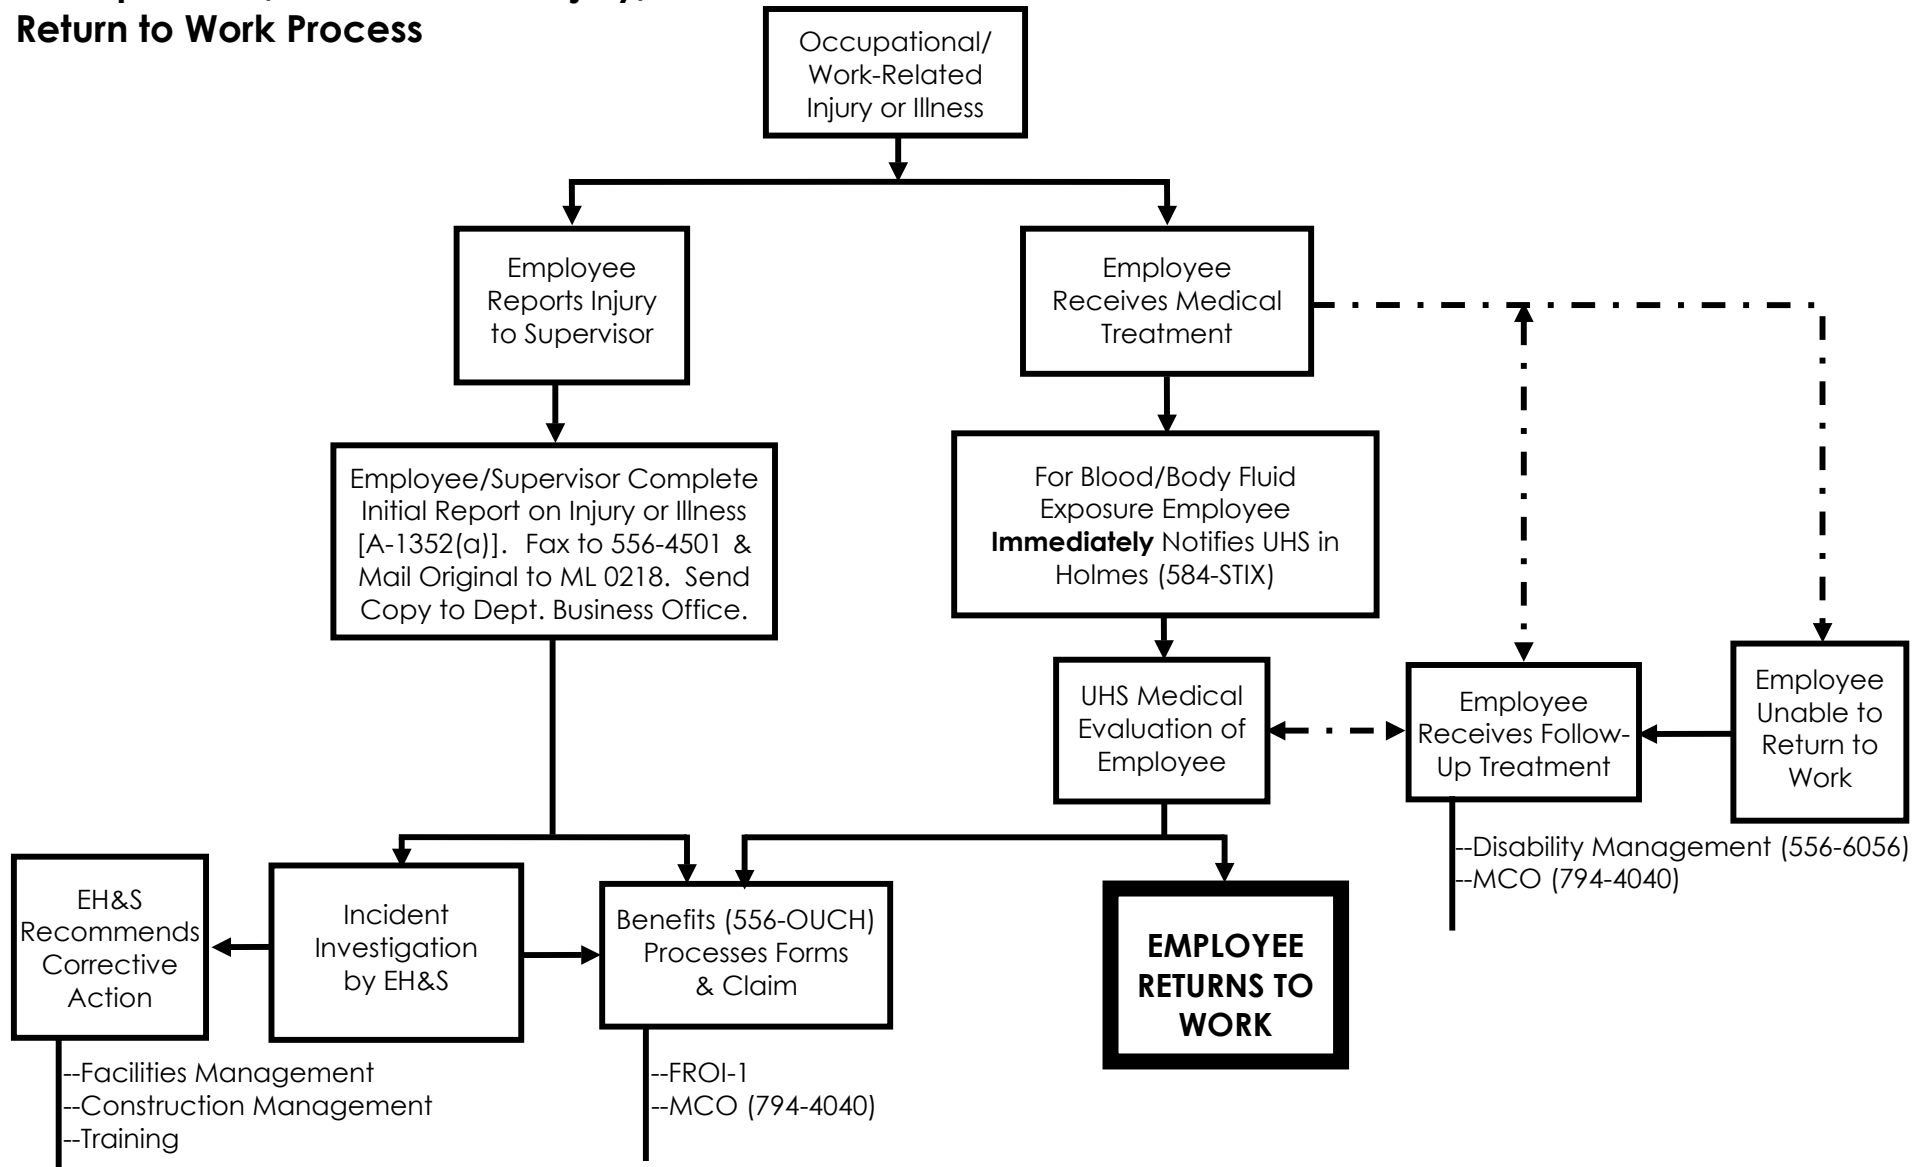 Return to Work Process
Occupational/
Work-Related
Injury or Illness
Employee
Reports Injury
to Supervisor
Employee
Receives Medical
Treatment
Employee/Supervisor Complete
Initial Report on Injury or Illness
[A-1352(a)].  Fax to 556-4501 &
Mail Original to ML 0218.  Send
Copy to Dept. Business Office.
For Blood/Body Fluid
Exposure Employee
Immediately Notifies UHS in
Holmes (584-STIX)
UHS Medical
Evaluation of
Employee
Employee
Receives Follow-
Up Treatment
Employee
Unable to
Return to
Work
--Disability Management (556-6056)
--MCO (794-4040)
EH&S
Recommends
Corrective
Action
Incident
Investigation
by EH&S
Benefits (556-OUCH)
Processes Forms
& Claim
EMPLOYEE
RETURNS TO
WORK
--Facilities Management
--Construction Management
--Training
--FROI-1
--MCO (794-4040)